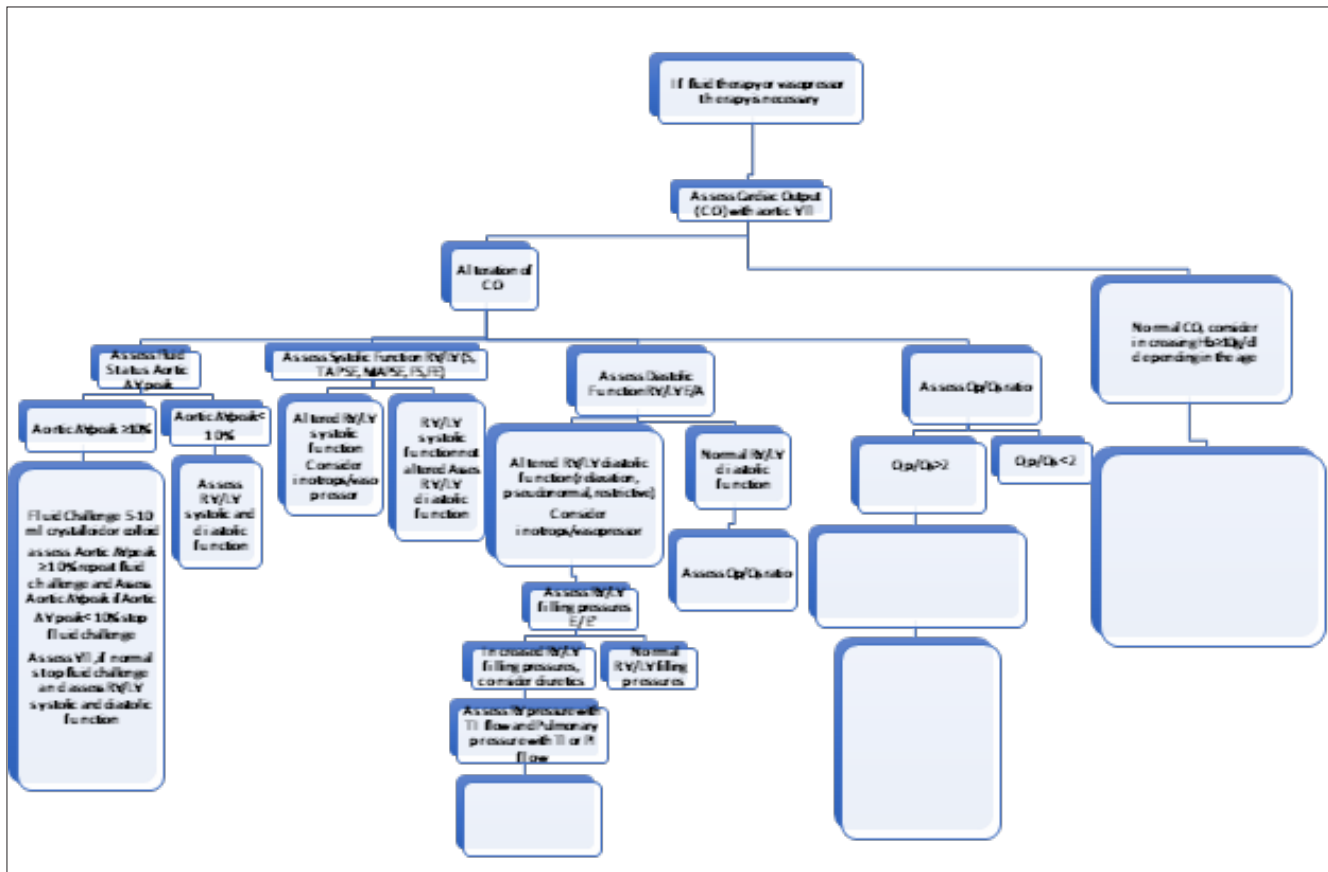 If fluid therapy or vasopressor
therapy is necessary
Assess Cardiac Output
(CO) with aortic VTI
Alteration of
CO
Normal CO, consider
increasing Hb≥10g/dl
depending in the age
Assess Fluid
Status Aortic
ΔVpeak
Assess Systolic Function RV/LV (S,
TAPSE, MAPSE, FS, FE)
Assess Diastolic
Function RV/LV E/A
Assess Qp/Qs ratio
Aortic ΔVpeak ≥10%
Aortic ΔVpeak<
10%
Altered RV/LV
systolic
function
Consider
inotrops/vaso
pressor
RV/LV
systolic
function not
altered Asses
RV/LV
diastolic
function
Altered RV/LV diastolic
function (relaxation,
pseudonormal, restrictive)
Consider
inotrops/vasopressor
Normal RV/LV
diastolic
function
Qp/Qs>2
Qp/Qs<2
Fluid Challenge 5-10
ml crystalloid or colloid
assess Aortic ΔVpeak
≥10% repeat fluid
challenge and Assess
Aortic ΔVpeak if Aortic
ΔVpeak< 10% stop
fluid challenge
Assess VTI, if normal
stop fluid challenge
and assess RV/LV
systolic and diastolic
function
Assess
RV/LV
systolic and
diastolic
function
Assess Qp/Qs ratio
Assess RV/LV
filling pressures
E/E'
Increased RV/LV
filling pressures,
consider diuretics
Normal
RV/LV filling
pressures
Assess RV pressure with
TI flow and Pulmonary
pressure with TI or PI
flow